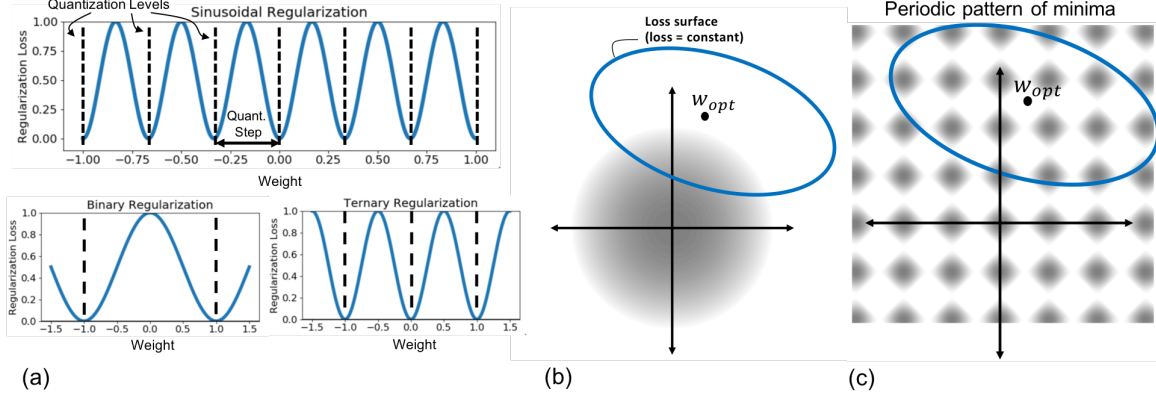 Quantization Levels
Sinusoidal Regularization
Regularization Loss
1.00
0.75
0.50
0.25
0.00
Quant.
Step
−1.00 −0.75 −0.50 −0.25 0.00 0.25 0.50 0.75 1.00
Weight
Binary Regularization
Regularization Loss
1.0
0.8
0.6
0.4
0.2
0.0
−1.5 −1.0 −0.5 0.0 0.5 1.0 1.5
Weight
Ternary Regularization
Regularization Loss
1.0
0.8
0.6
0.4
0.2
0.0
−1.5 −1.0 −0.5 0.0 0.5 1.0 1.5
Weight
(a)
Loss surface
(loss = constant)
w_opt
(b)
Periodic pattern of minima
w_opt
(c)